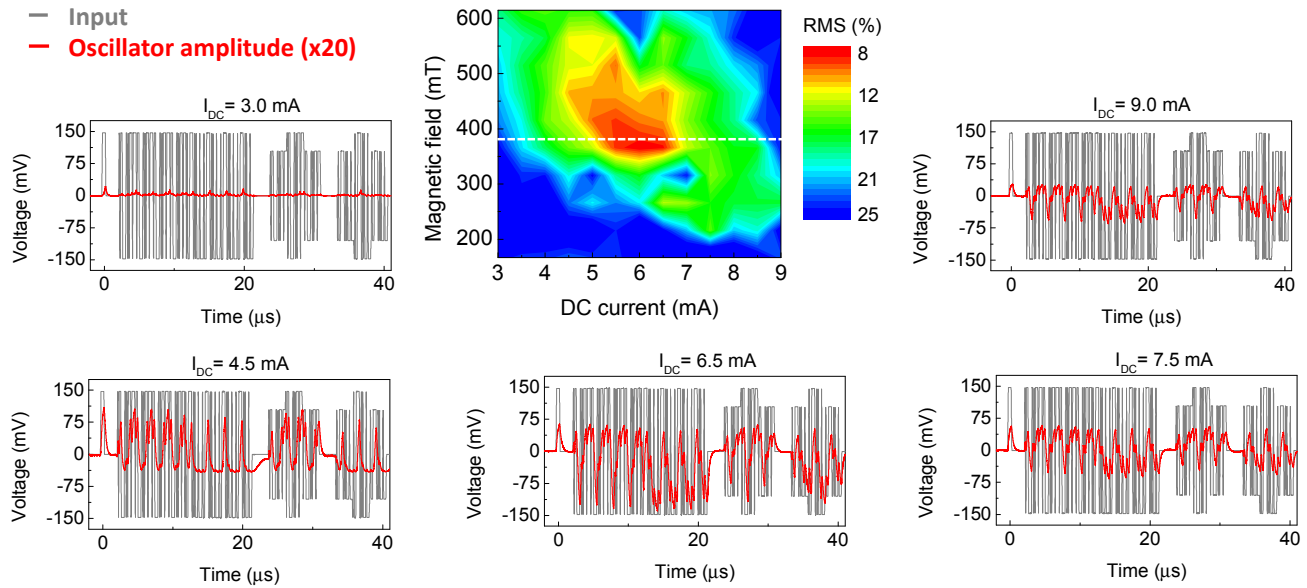 Input
Oscillator amplitude (x20)
I_DC= 3.0 mA
Voltage (mV)
150
75
0
-75
-150
0 20 40
Time (μs)
Magnetic field (mT)
600
500
400
300
200
3 4 5 6 7 8 9
DC current (mA)
RMS (%)
8
12
17
21
25
I_DC= 9.0 mA
Voltage (mV)
150
75
0
-75
-150
0 20 40
Time (μs)
I_DC= 4.5 mA
Voltage (mV)
150
75
0
-75
-150
0 20 40
Time (μs)
I_DC= 6.5 mA
Voltage (mV)
150
75
0
-75
-150
0 20 40
Time (μs)
I_DC= 7.5 mA
Voltage (mV)
150
75
0
-75
-150
0 20 40
Time (μs)